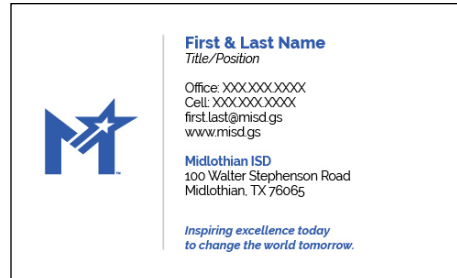 First & Last Name
Title/Position
Office: XXX.XXX.XXXX
Cell: XXX.XXX.XXXX
first.last@misd.gs
www.misd.gs
Midlothian ISD
100 Walter Stephenson Road
Midlothian, TX 76065
Inspiring excellence today
to change the world tomorrow.
M